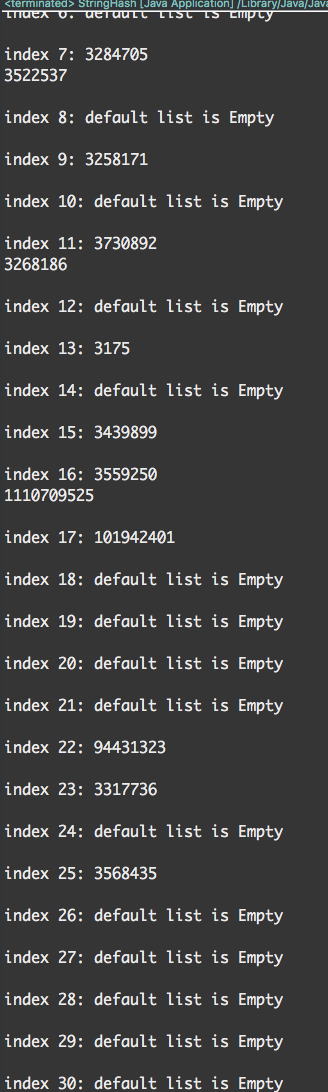 <terminated> StringHash [Java Application] /Library/Java/Java
index 6: default list is Empty
index 7: 3284705
3522537
index 8: default list is Empty
index 9: 3258171
index 10: default list is Empty
index 11: 3730892
3268186
index 12: default list is Empty
index 13: 3175
index 14: default list is Empty
index 15: 3439899
index 16: 3559250
1110709525
index 17: 101942401
index 18: default list is Empty
index 19: default list is Empty
index 20: default list is Empty
index 21: default list is Empty
index 22: 94431323
index 23: 3317736
index 24: default list is Empty
index 25: 3568435
index 26: default list is Empty
index 27: default list is Empty
index 28: default list is Empty
index 29: default list is Empty
index 30: default list is Empty